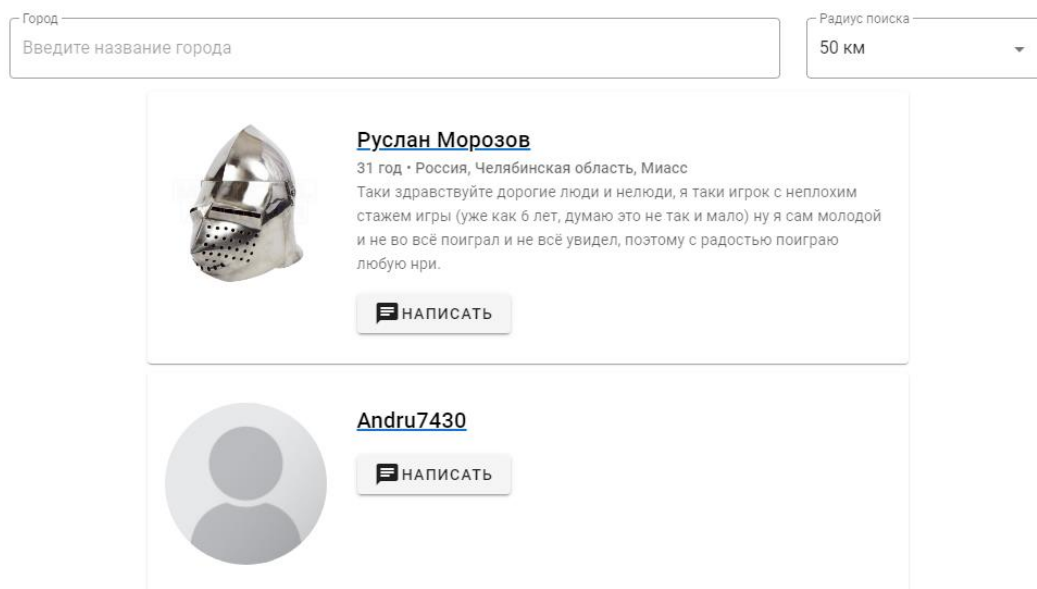 Город
Радиус поиска
Введите название города
50 км
Руслан Морозов
31 год • Россия, Челябинская область, Миасс
Таки здравствуйте дорогие люди и нелюди, я таки игрок с неплохим
стажем игры (уже как 6 лет, думаю это не так и мало) ну я сам молодой
и не во всё поиграл и не всё увидел, поэтому с радостью поиграю
любую нри.
НАПИСАТЬ
Andru7430
НАПИСАТЬ